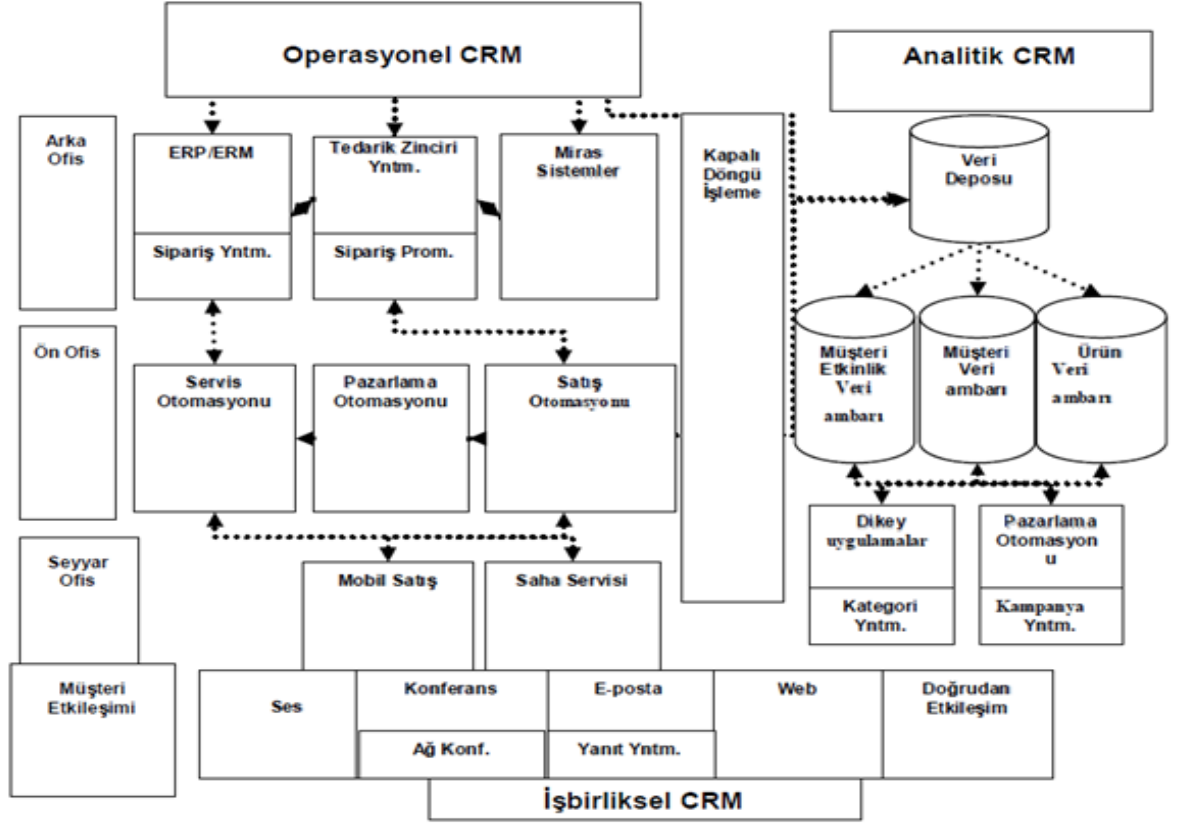 Operasyonel CRM
Analitik CRM
Arka
Ofis
ERP/ERM
Sipariş Yntm.
Tedarik Zinciri
Yntm.
Sipariş Prom.
Miras
Sistemler
Kapalı
Döngü
İşleme
Veri
Deposu
Ön Ofis
Servis
Otomasyonu
Pazarlama
Otomasyonu
Satış
Otomasyonu
Müşteri
Etkinlik
Veri
ambarı
Müşteri
Veri
ambarı
Ürün
Veri
ambarı
Dikey
uygulamalar
Kategori
Yntm.
Pazarlama
Otomasyon
u
Kampanya
Yntm.
Seyyar
Ofis
Mobil Satış
Saha Servisi
Müşteri
Etkileşimi
Ses
Konferans
Ağ Konf.
E-posta
Yanıt Yntm.
Web
Doğrudan
Etkileşim
İşbirliksel CRM